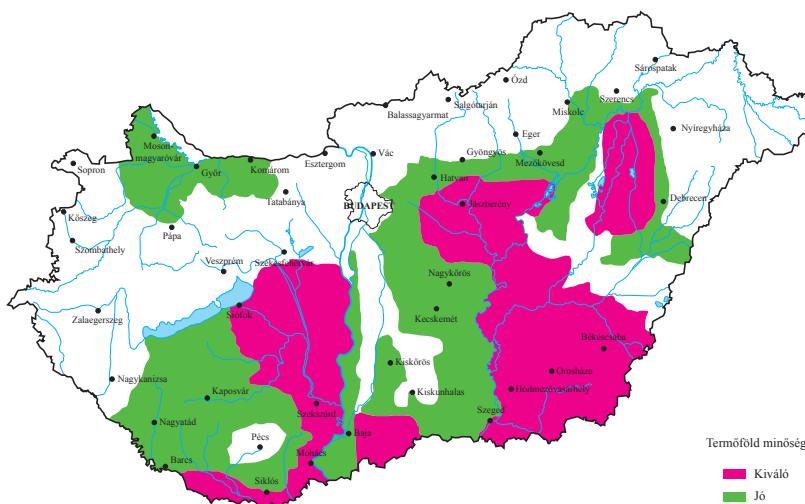 Ózd
Sárospatak
Salgótarján
Balassagyarmat
Szerencs
Miskolc
Nyíregyháza
Eger
Moson-
magyaróvár
Gyöngyös
Mezőkövesd
Vác
Esztergom
Komárom
Győr
Sopron
Hatvan
Tatabánya
Debrecen
Jászberény
BUDAPEST
Kőszeg
Pápa
Szombathely
Székesfehérvár
Veszprém
Nagykőrös
Siófok
Kecskemét
Zalaegerszeg
Békéscsaba
Kiskőrös
Orosháza
Nagykanizsa
Kiskunhalas
Hódmezővásárhely
Kaposvár
Szekszárd
Szeged
Nagyatád
Baja
Pécs
Mohács
Barcs
Siklós
Termőföld minőség
Kiváló
Jó